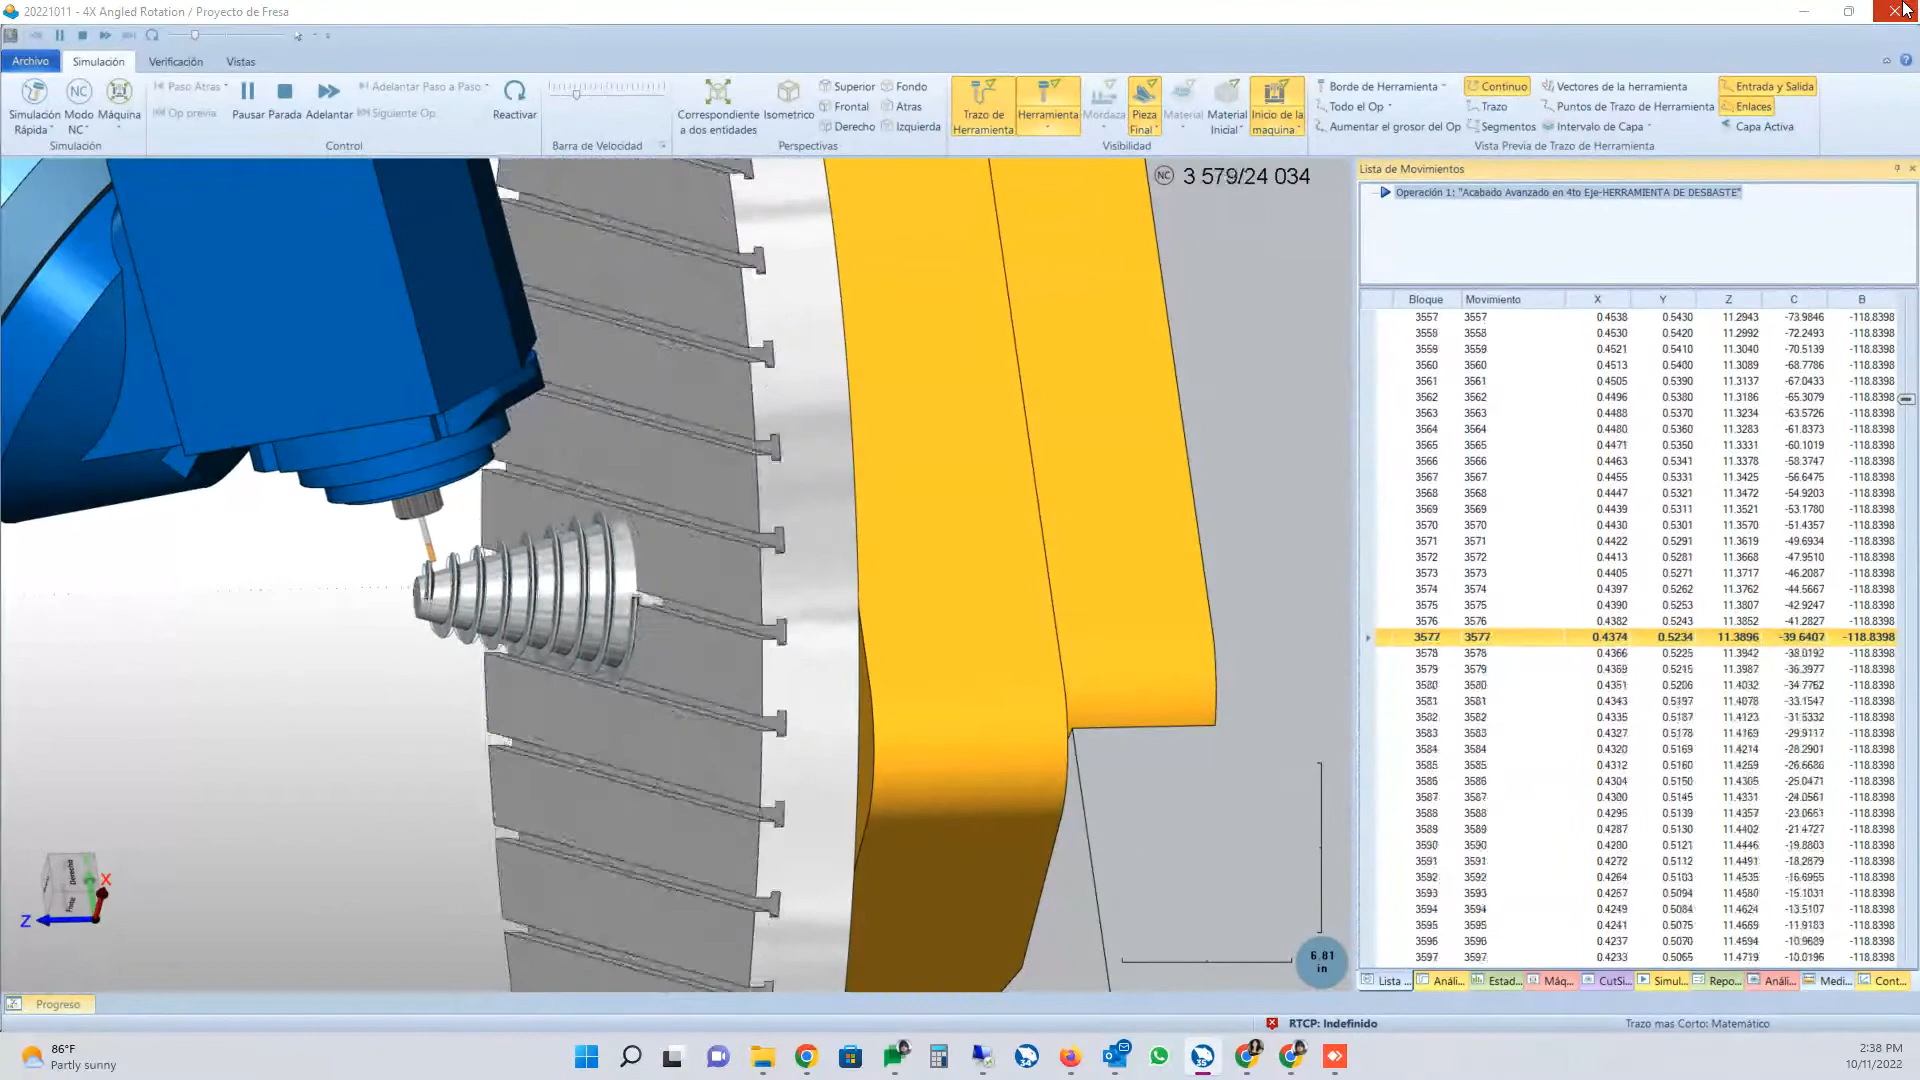 20221011 - 4X Angled Rotation / Proyecto de Fresa
Archivo Simulación Verificación Vistas
Simulación Rápida
Modo NC
Máquina
Simulación
Paso Atras
Op previa
Pausar
Parada
Adelantar
Adelantar Paso a Paso
Siguiente Op
Reactivar
Control
Barra de Velocidad
Correspondiente a dos entidades
Isometrico
Superior Fondo
Frontal Atras
Derecho Izquierda
Perspectivas
Trazo de Herramienta
Herramienta
Mordaza
Pieza Final
Material
Material Inicial
Inicio de la maquina
Visibilidad
Borde de Herramienta
Todo el Op
Aumentar el grosor del Op
Continuo
Trazo
Segmentos
Vectores de la herramienta
Puntos de Trazo de Herramienta
Intervalo de Capa
Entrada y Salida
Enlaces
Capa Activa
Vista Previa de Trazo de Herramienta
NC 3 579/24 034
Lista de Movimientos
Operación 1: "Acabado Avanzado en 4to Eje-HERRAMIENTA DE DESBASTE"
Bloque Movimiento X Y Z C B
3557 3557 0.4538 0.5430 11.2943 -73.9846 -118.8398
3558 3558 0.4530 0.5420 11.2992 -72.2493 -118.8398
3559 3559 0.4521 0.5410 11.3040 -70.5139 -118.8398
3560 3560 0.4513 0.5400 11.3089 -68.7786 -118.8398
3561 3561 0.4505 0.5390 11.3137 -67.0433 -118.8398
3562 3562 0.4496 0.5380 11.3186 -65.3079 -118.8398
3563 3563 0.4488 0.5370 11.3234 -63.5726 -118.8398
3564 3564 0.4480 0.5360 11.3283 -61.8373 -118.8398
3565 3565 0.4471 0.5350 11.3331 -60.1019 -118.8398
3566 3566 0.4463 0.5341 11.3378 -58.3747 -118.8398
3567 3567 0.4455 0.5331 11.3425 -56.6475 -118.8398
3568 3568 0.4447 0.5321 11.3472 -54.9203 -118.8398
3569 3569 0.4439 0.5311 11.3521 -53.1780 -118.8398
3570 3570 0.4430 0.5301 11.3570 -51.4357 -118.8398
3571 3571 0.4422 0.5291 11.3619 -49.6934 -118.8398
3572 3572 0.4413 0.5281 11.3668 -47.9510 -118.8398
3573 3573 0.4405 0.5271 11.3717 -46.2087 -118.8398
3574 3574 0.4397 0.5262 11.3762 -44.5667 -118.8398
3575 3575 0.4390 0.5253 11.3807 -42.9247 -118.8398
3576 3576 0.4382 0.5243 11.3852 -41.2827 -118.8398
3577 3577 0.4374 0.5234 11.3896 -39.6407 -118.8398
3578 3578 0.4366 0.5225 11.3942 -38.0192 -118.8398
3579 3579 0.4359 0.5215 11.3987 -36.3977 -118.8398
3580 3580 0.4351 0.5206 11.4032 -34.7762 -118.8398
3581 3581 0.4343 0.5197 11.4078 -33.1547 -118.8398
3582 3582 0.4335 0.5187 11.4123 -31.5332 -118.8398
3583 3583 0.4327 0.5178 11.4169 -29.9117 -118.8398
3584 3584 0.4320 0.5169 11.4214 -28.2901 -118.8398
3585 3585 0.4312 0.5160 11.4259 -26.6686 -118.8398
3586 3586 0.4304 0.5150 11.4305 -25.0471 -118.8398
3587 3587 0.4300 0.5145 11.4331 -24.0561 -118.8398
3588 3588 0.4295 0.5139 11.4357 -23.0651 -118.8398
3589 3589 0.4287 0.5130 11.4402 -21.4727 -118.8398
3590 3590 0.4280 0.5121 11.4446 -19.8803 -118.8398
3591 3591 0.4272 0.5112 11.4491 -18.2879 -118.8398
3592 3592 0.4264 0.5103 11.4535 -16.6955 -118.8398
3593 3593 0.4257 0.5094 11.4580 -15.1031 -118.8398
3594 3594 0.4249 0.5084 11.4624 -13.5107 -118.8398
3595 3595 0.4241 0.5075 11.4669 -11.9183 -118.8398
3596 3596 0.4237 0.5070 11.4694 -10.9689 -118.8398
3597 3597 0.4233 0.5065 11.4719 -10.0196 -118.8398
Derecho
Frente
X
Z
6.81
in
Lista ... Análi... Estad... Máq... CutSi... Simul... Repo... Análi... Medi... Cont...
Progreso
RTCP: Indefinido
Trazo mas Corto: Matemático
86°F
Partly sunny
2:38 PM
10/11/2022